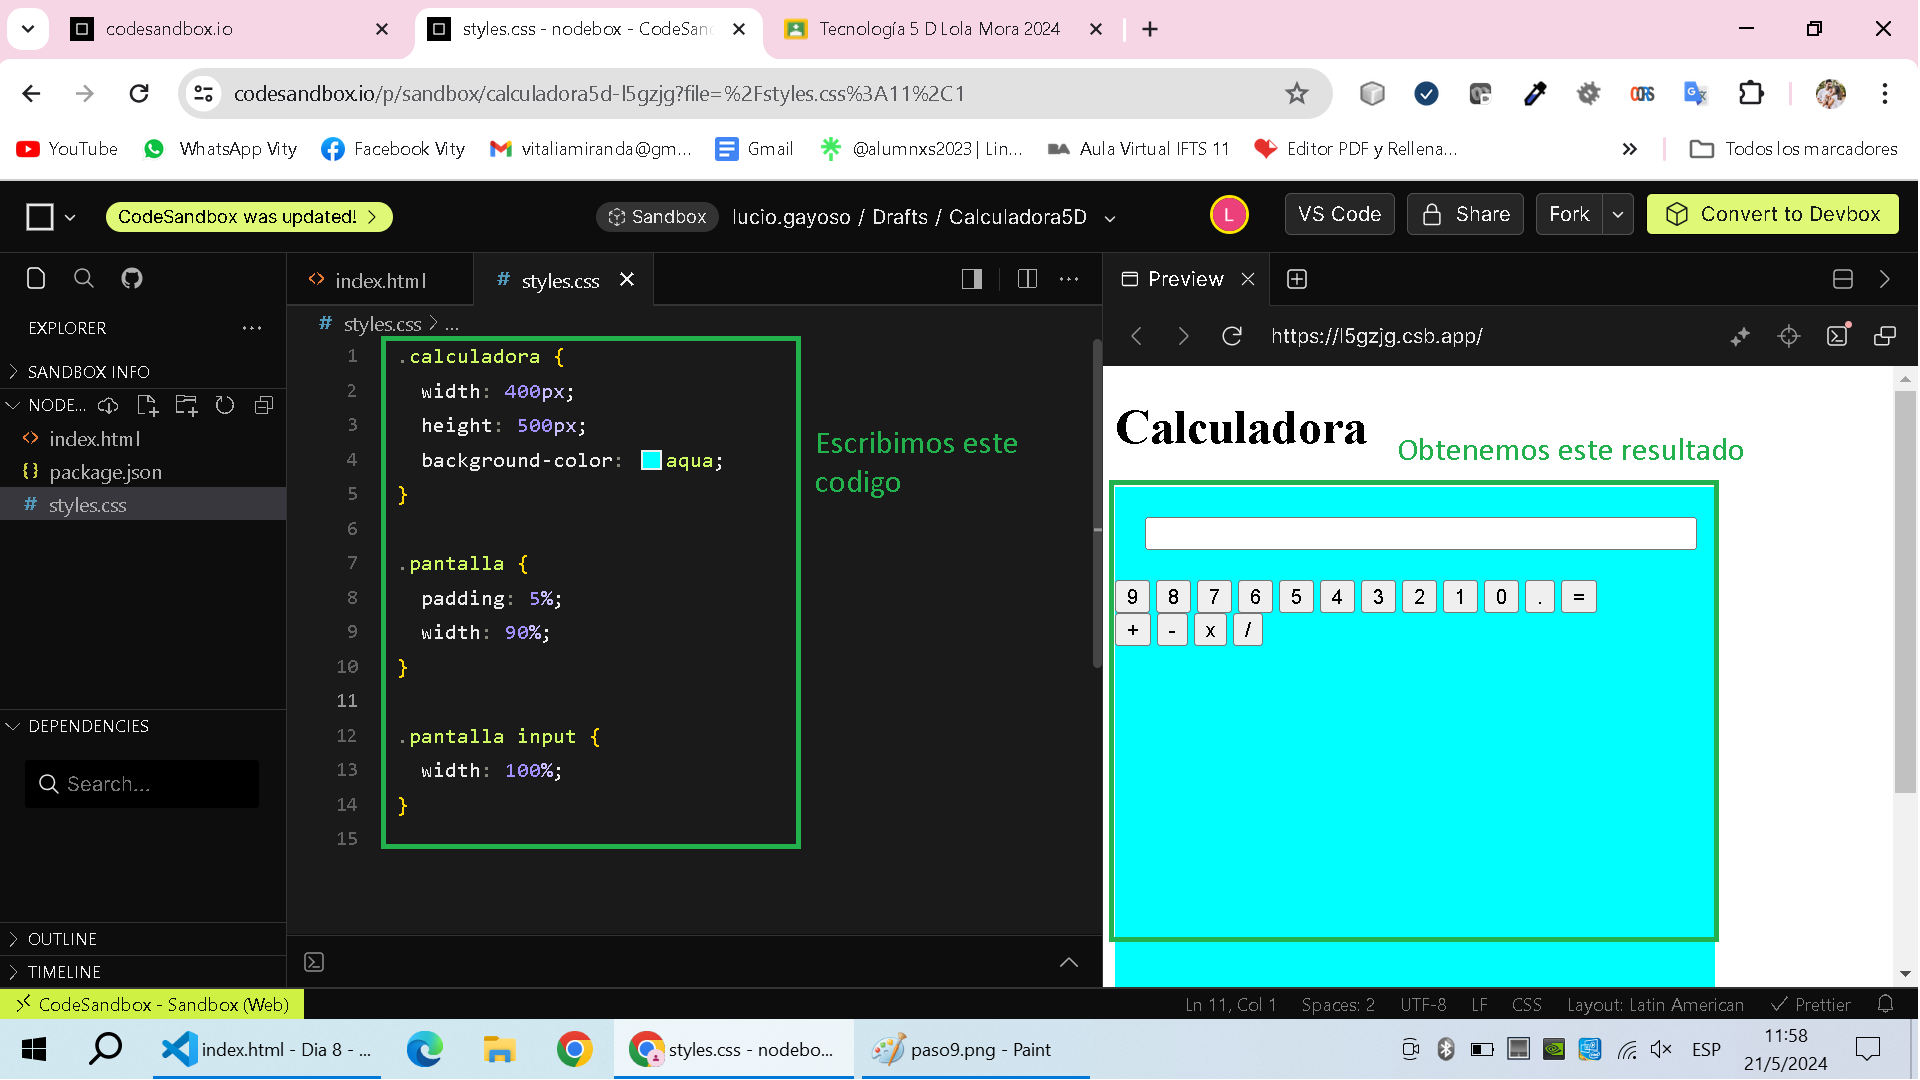 codesandbox.io
styles.css - nodebox - CodeSan
Tecnología 5 D Lola Mora 2024
codesandbox.io/p/sandbox/calculadora5d-l5gzjg?file=%2Fstyles.css%3A11%2C1
YouTube
WhatsApp Vity
Facebook Vity
vitaliamiranda@gm...
Gmail
@alumnxs2023 | Lin...
Aula Virtual IFTS 11
Editor PDF y Rellena...
Todos los marcadores
CodeSandbox was updated!
Sandbox
lucio.gayoso / Drafts / Calculadora5D
L
VS Code
Share
Fork
Convert to Devbox
index.html
styles.css
Preview
EXPLORER
SANDBOX INFO
NODE...
index.html
package.json
styles.css
DEPENDENCIES
Search...
OUTLINE
TIMELINE
# styles.css > ...
1 .calculadora {
2 width: 400px;
3 height: 500px;
4 background-color: aqua;
5 }
6
7 .pantalla {
8 padding: 5%;
9 width: 90%;
10 }
11
12 .pantalla input {
13 width: 100%;
14 }
15
Escribimos este
codigo
https://l5gzjg.csb.app/
Calculadora
Obtenemos este resultado
9 8 7 6 5 4 3 2 1 0 . =
+ - x /
CodeSandbox - Sandbox (Web)
Ln 11, Col 1
Spaces: 2
UTF-8
LF
CSS
Layout: Latin American
Prettier
index.html - Dia 8 - ...
styles.css - nodebo...
paso9.png - Paint
ESP
11:58
21/5/2024